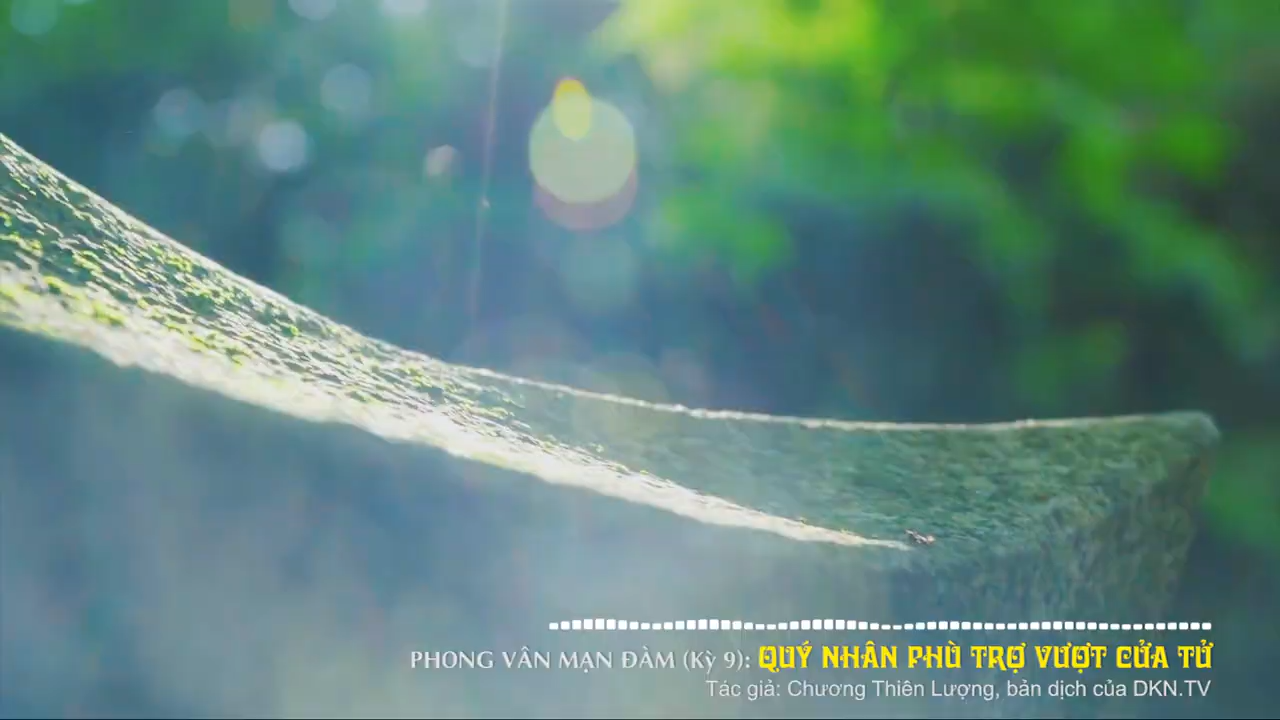 PHONG VÂN MẠN ĐÀM (Kỳ 9): QUÝ NHÂN PHÙ TRỢ VƯỢT CỬA TỬ
Tác giả: Chương Thiên Lượng, bản dịch của DKN.TV